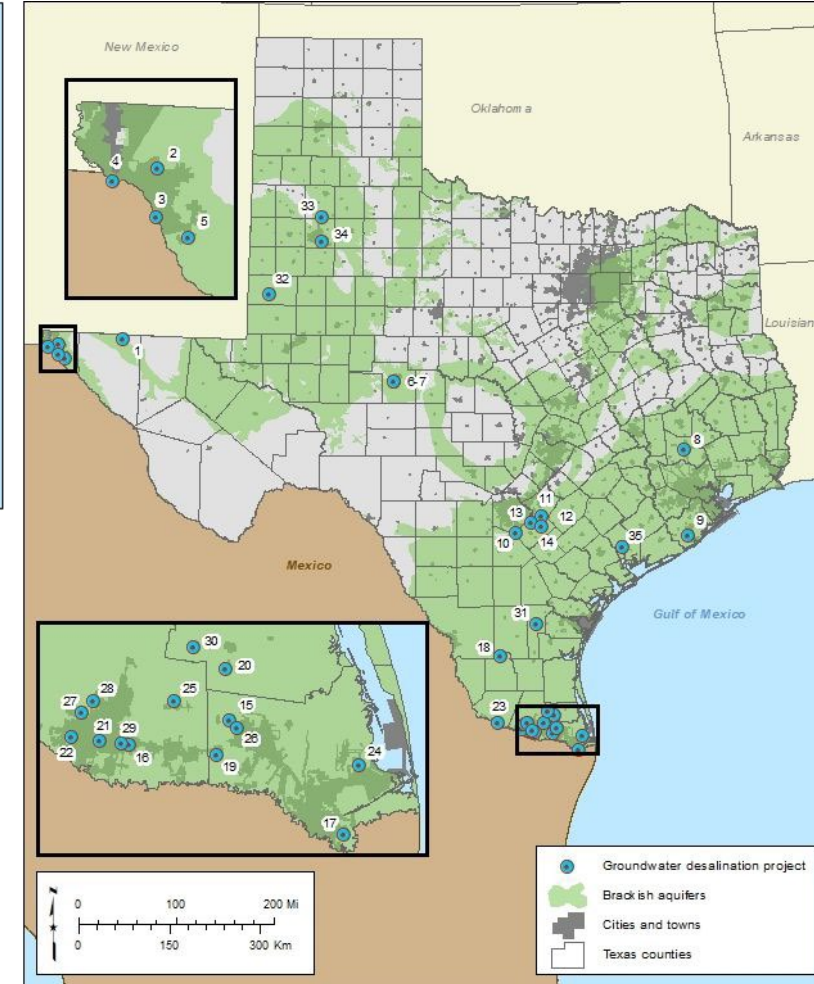 New Mexico
Oklahoma
Arkansas
4
2
3
5
33
34
32
Louisian
1
6-7
8
11
13
12
10
14
35
9
Mexico
31
Gulf of Mexico
18
30
20
23
28
25
15
27
21
29
26
22
16
19
24
17
N
0 100 200 Mi
0 150 300 Km
Groundwater desalination project
Brackish aquifers
Cities and towns
Texas counties